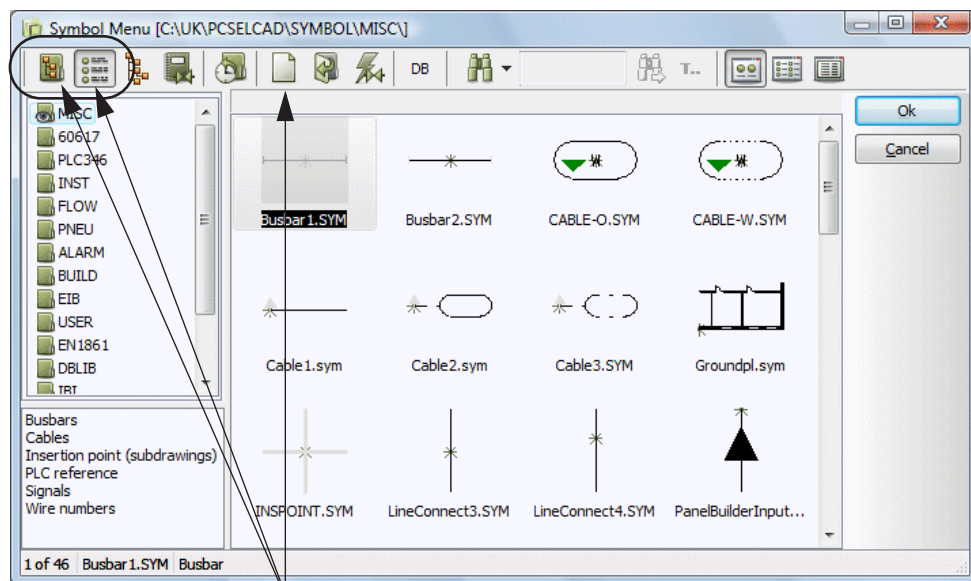 Symbol Menu [C:\UK\PCSELCAD\SYMBOL\MISC\]
DB
T..
MISC
60617
PLC346
INST
FLOW
PNEU
ALARM
BUILD
EIB
USER
EN1861
DBLIB
IBI
Busbars
Cables
Insertion point (subdrawings)
PLC reference
Signals
Wire numbers
Busbar1.SYM Busbar2.SYM CABLE-O.SYM CABLE-W.SYM
Cable1.sym Cable2.sym Cable3.SYM Groundpl.sym
INSPOINT.SYM LineConnect3.SYM LineConnect4.SYM PanelBuilderInput...
Ok
Cancel
1 of 46 Busbar1.SYM Busbar